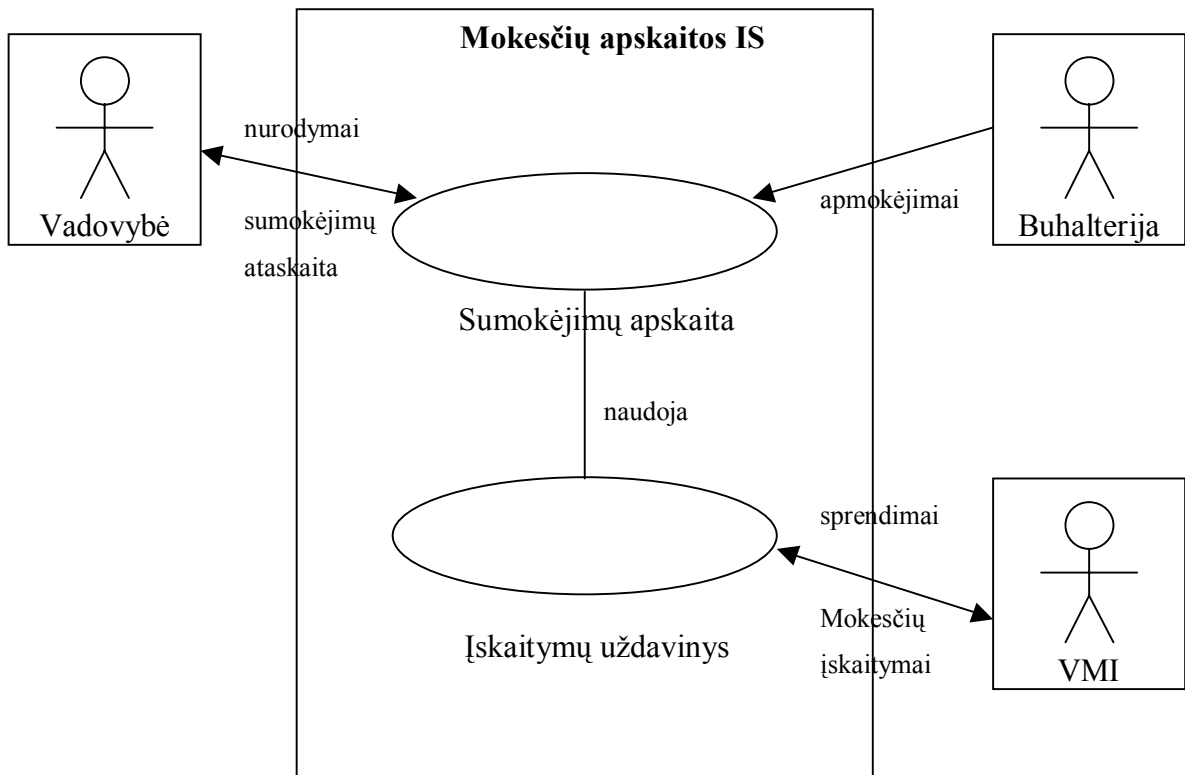 Mokesčių apskaitos IS
nurodymai
Vadovybė
sumokėjimų
ataskaita
apmokėjimai
Buhalterija
Sumokėjimų apskaita
naudoja
sprendimai
Įskaitymų uždavinys
Mokesčių
įskaitymai
VMI